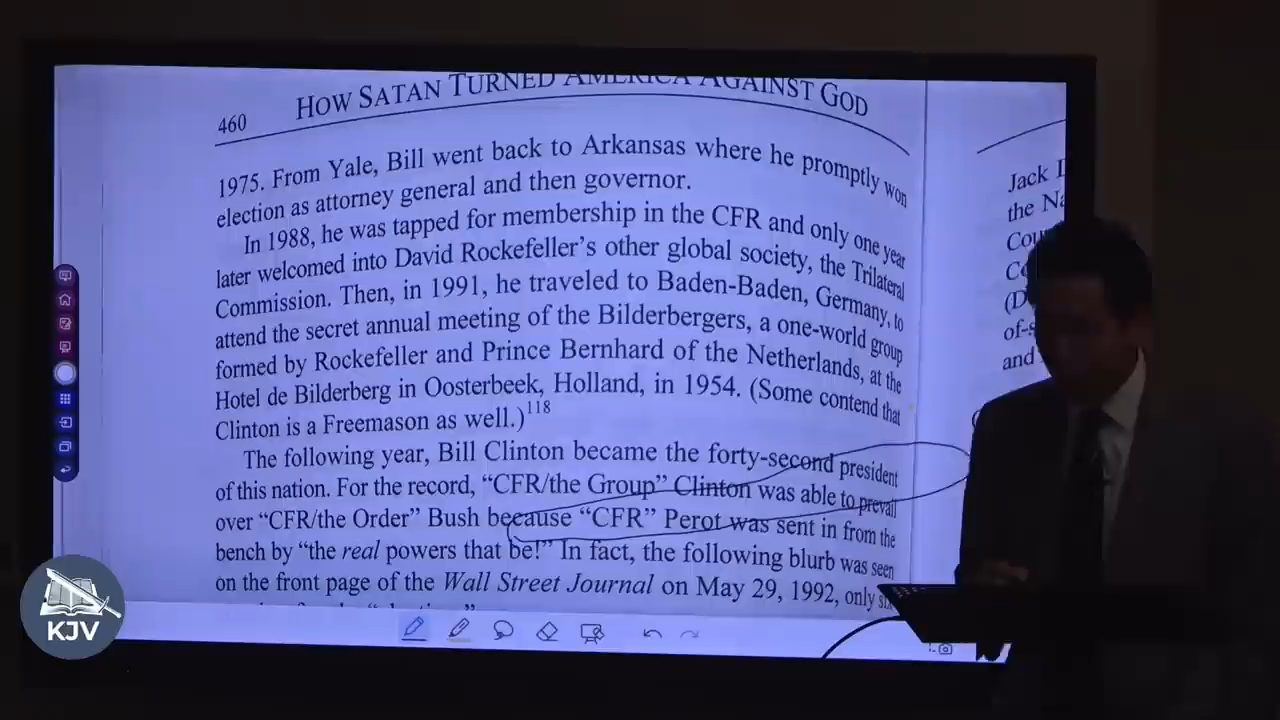 460
HOW SATAN TURNED AMERICA AGAINST GOD
1975. From Yale, Bill went back to Arkansas where he promptly won
election as attorney general and then governor.
In 1988, he was tapped for membership in the CFR and only one year
later welcomed into David Rockefeller's other global society, the Trilateral
Commission. Then, in 1991, he traveled to Baden-Baden, Germany, to
attend the secret annual meeting of the Bilderbergers, a one-world group
formed by Rockefeller and Prince Bernhard of the Netherlands, at the
Hotel de Bilderberg in Oosterbeek, Holland, in 1954. (Some contend that
Clinton is a Freemason as well.)118
The following year, Bill Clinton became the forty-second president
of this nation. For the record, “CFR/the Group” Clinton was able to prevail
over “CFR/the Order” Bush because “CFR” Perot was sent in from the
bench by “the real powers that be!” In fact, the following blurb was seen
on the front page of the Wall Street Journal on May 29, 1992, only
Jack
the
of-s
and
KJV